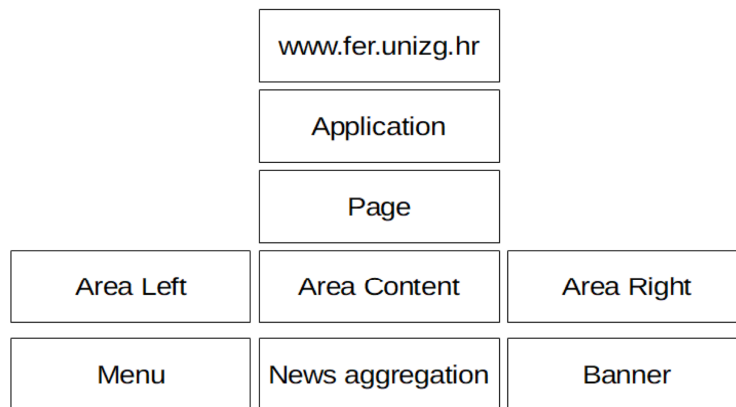 www.fer.unizg.hr
Application
Page
Area Left
Area Content
Area Right
Menu
News aggregation
Banner